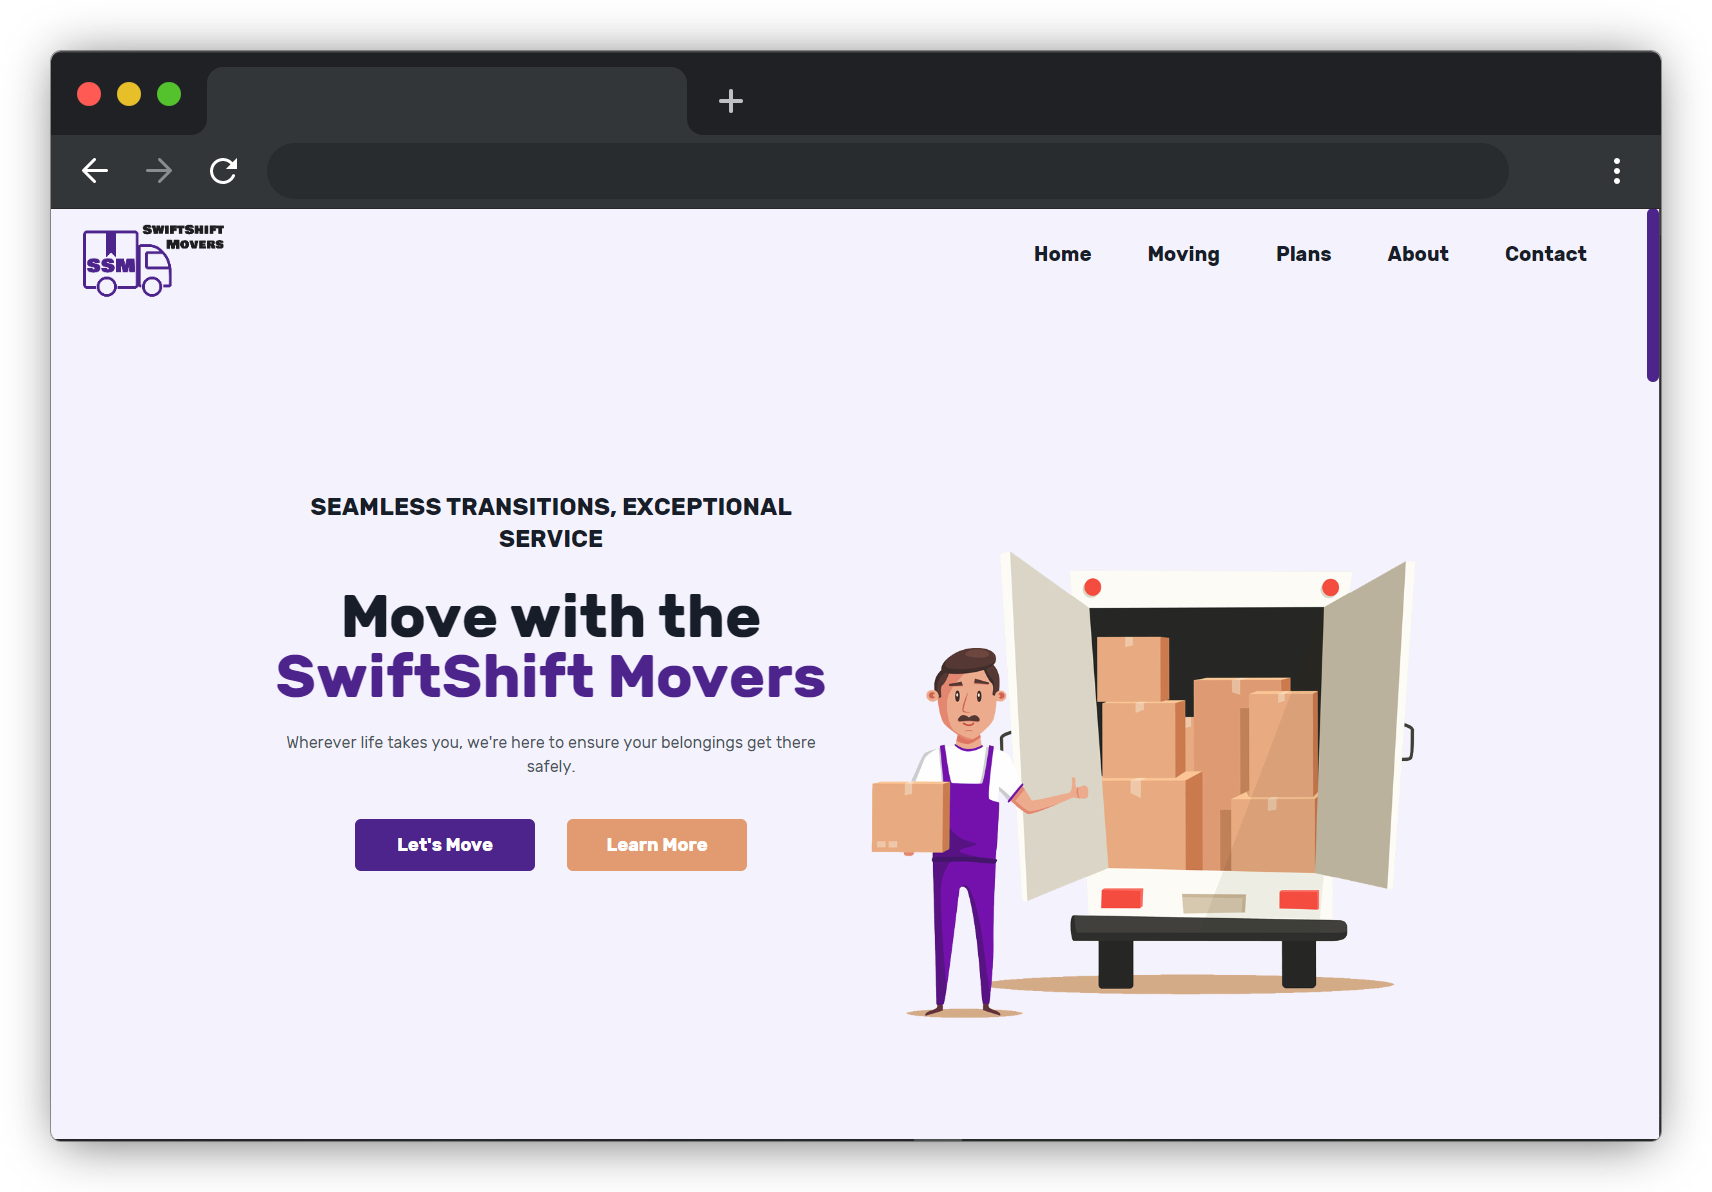 SWIFTSHIFT
MOVERS
SSM
Home Moving Plans About Contact
SEAMLESS TRANSITIONS, EXCEPTIONAL
SERVICE
Move with the
SwiftShift Movers
Wherever life takes you, we're here to ensure your belongings get there
safely.
Let's Move Learn More